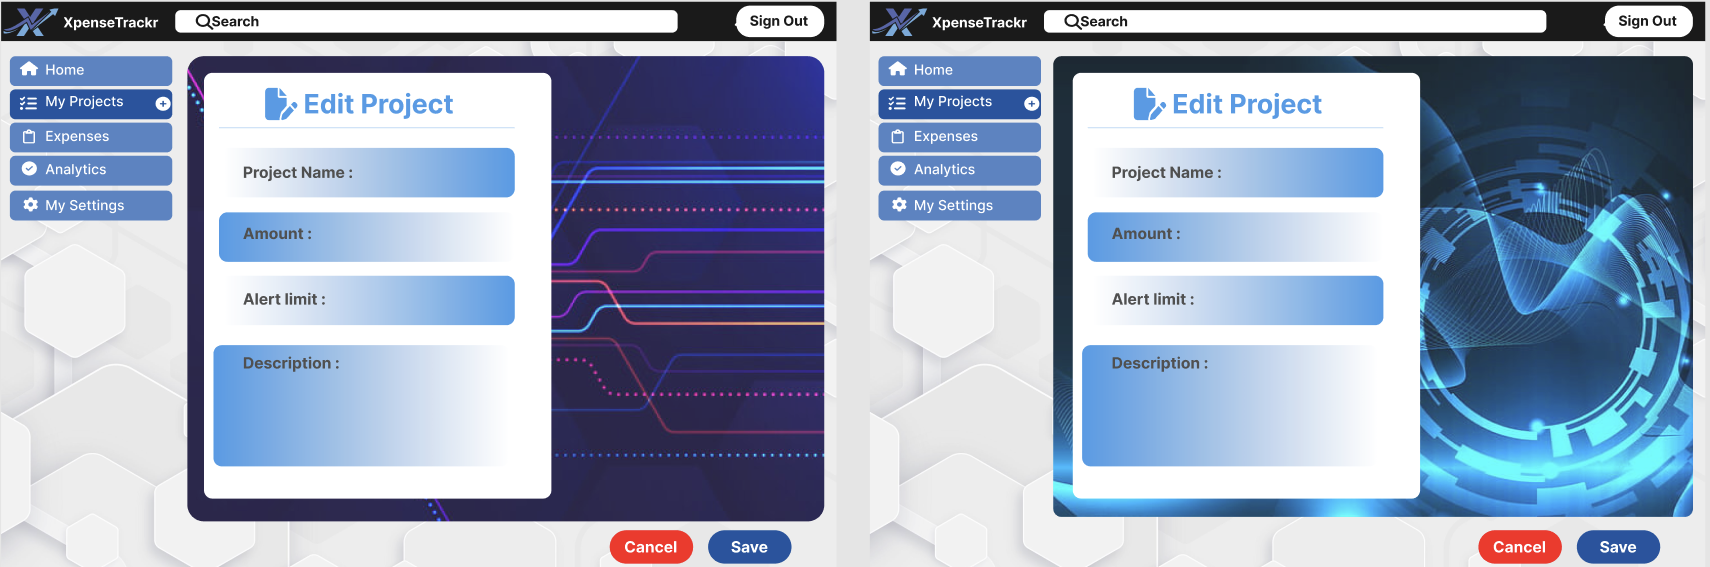 XpenseTrackr
Search
Sign Out
Home
My Projects
Expenses
Analytics
My Settings
Edit Project
Project Name :
Amount :
Alert limit :
Description :
Cancel
Save
XpenseTrackr
Search
Sign Out
Home
My Projects
Expenses
Analytics
My Settings
Edit Project
Project Name :
Amount :
Alert limit :
Description :
Cancel
Save